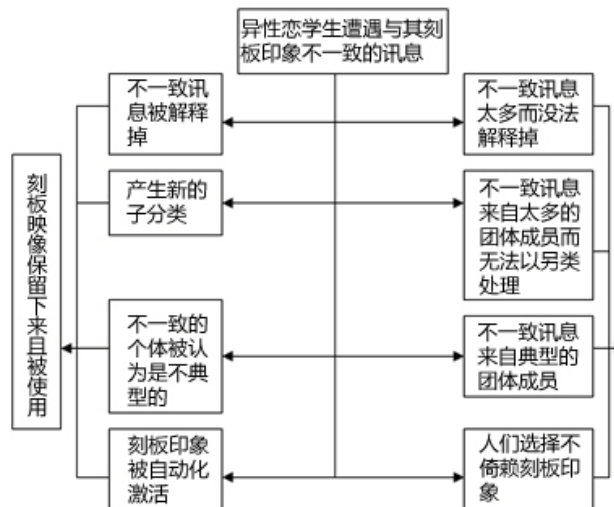 异性恋学生遭遇与其刻
板印象不一致的讯息
不一致讯
息被解释
掉
不一致讯息
太多而没法
解释掉
产生新的
子分类
不一致讯息
来自太多的
团体成员而
无法以另类
处理
刻板映像保留下来且被使用
不一致的
个体被认
为是不典
型的
不一致讯息
来自典型的
团体成员
刻板印象
被自动化
激活
人们选择不
倚赖刻板印
象